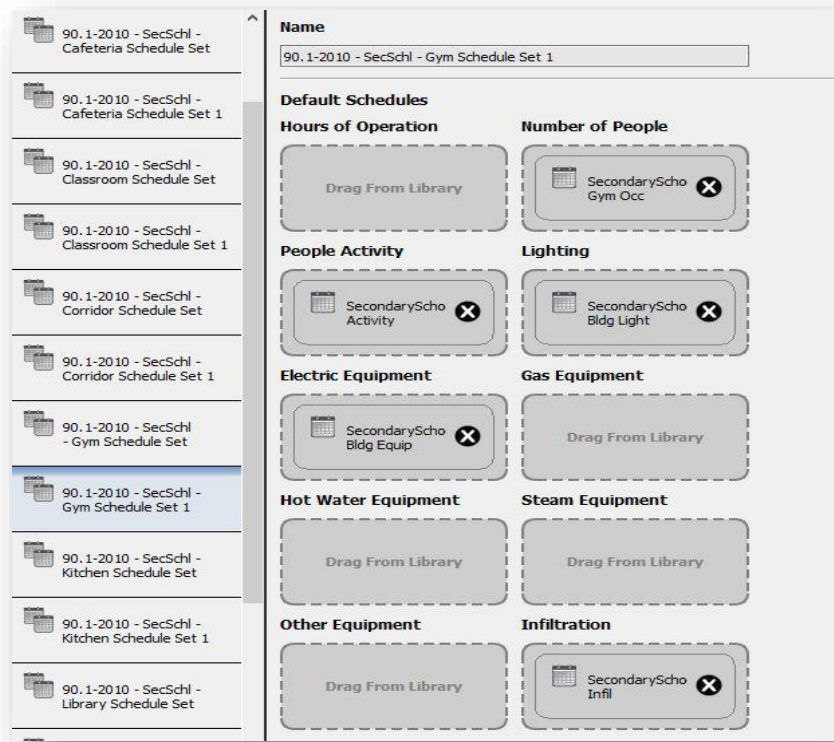 90.1-2010 - SecSchl -
Cafeteria Schedule Set
90.1-2010 - SecSchl -
Cafeteria Schedule Set 1
90.1-2010 - SecSchl -
Classroom Schedule Set
90.1-2010 - SecSchl -
Classroom Schedule Set 1
90.1-2010 - SecSchl -
Corridor Schedule Set
90.1-2010 - SecSchl -
Corridor Schedule Set 1
90.1-2010 - SecSchl
- Gym Schedule Set
90.1-2010 - SecSchl -
Gym Schedule Set 1
90.1-2010 - SecSchl -
Kitchen Schedule Set
90.1-2010 - SecSchl -
Kitchen Schedule Set 1
90.1-2010 - SecSchl -
Library Schedule Set
Name
90.1-2010 - SecSchl - Gym Schedule Set 1
Default Schedules
Hours of Operation
Drag From Library
Number of People
SecondaryScho
Gym Occ
People Activity
SecondaryScho
Activity
Lighting
SecondaryScho
Bldg Light
Electric Equipment
SecondaryScho
Bldg Equip
Gas Equipment
Drag From Library
Hot Water Equipment
Drag From Library
Steam Equipment
Drag From Library
Other Equipment
Drag From Library
Infiltration
SecondaryScho
Infil